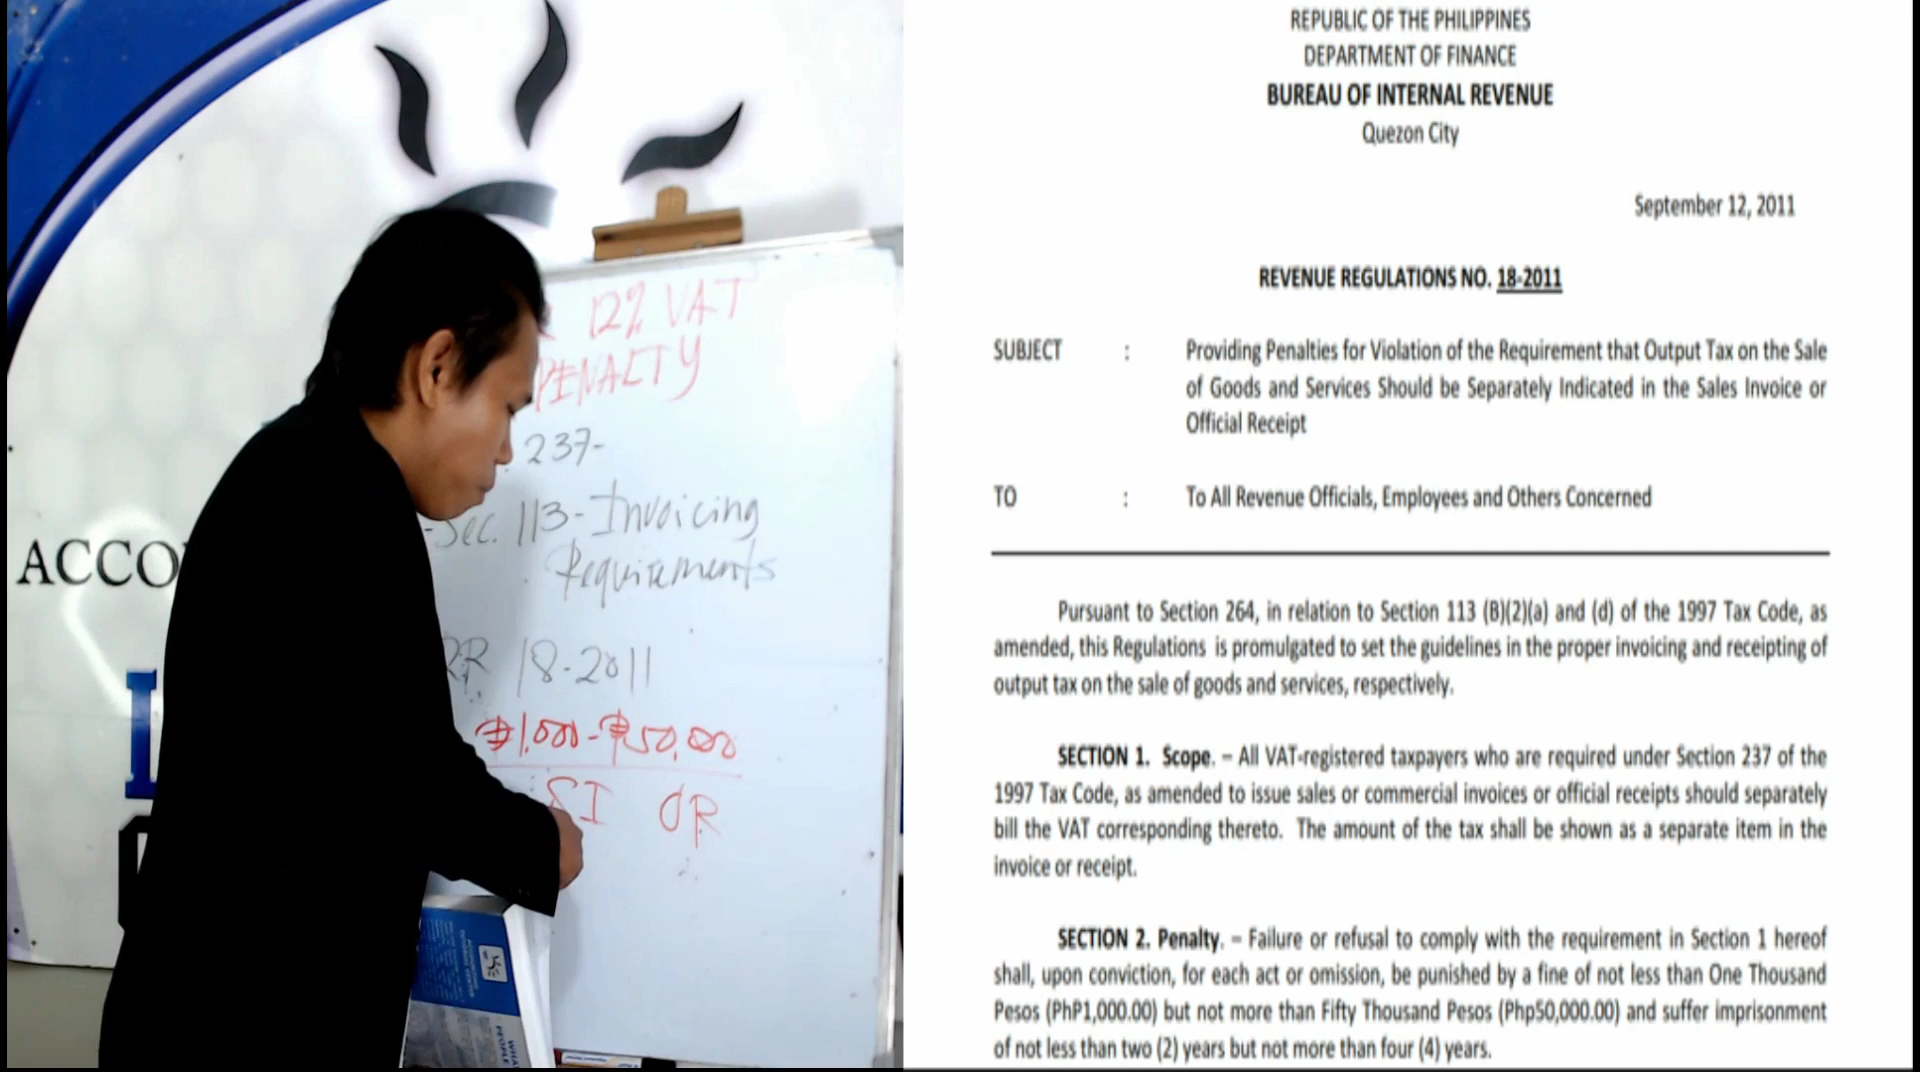 12% VAT
PENALTY
237-
-Sec. 113-Invoicing
Requirements
RR 18-2011
₱1,000-₱50,000
SI OR
ACCO
REPUBLIC OF THE PHILIPPINES
DEPARTMENT OF FINANCE
BUREAU OF INTERNAL REVENUE
Quezon City
September 12, 2011
REVENUE REGULATIONS NO. 18-2011
SUBJECT : Providing Penalties for Violation of the Requirement that Output Tax on the Sale
of Goods and Services Should be Separately Indicated in the Sales Invoice or
Official Receipt
TO : To All Revenue Officials, Employees and Others Concerned
Pursuant to Section 264, in relation to Section 113 (B)(2)(a) and (d) of the 1997 Tax Code, as
amended, this Regulations is promulgated to set the guidelines in the proper invoicing and receipting of
output tax on the sale of goods and services, respectively.
SECTION 1. Scope. – All VAT-registered taxpayers who are required under Section 237 of the
1997 Tax Code, as amended to issue sales or commercial invoices or official receipts should separately
bill the VAT corresponding thereto. The amount of the tax shall be shown as a separate item in the
invoice or receipt.
SECTION 2. Penalty. – Failure or refusal to comply with the requirement in Section 1 hereof
shall, upon conviction, for each act or omission, be punished by a fine of not less than One Thousand
Pesos (PhP1,000.00) but not more than Fifty Thousand Pesos (Php50,000.00) and suffer imprisonment
of not less than two (2) years but not more than four (4) years.